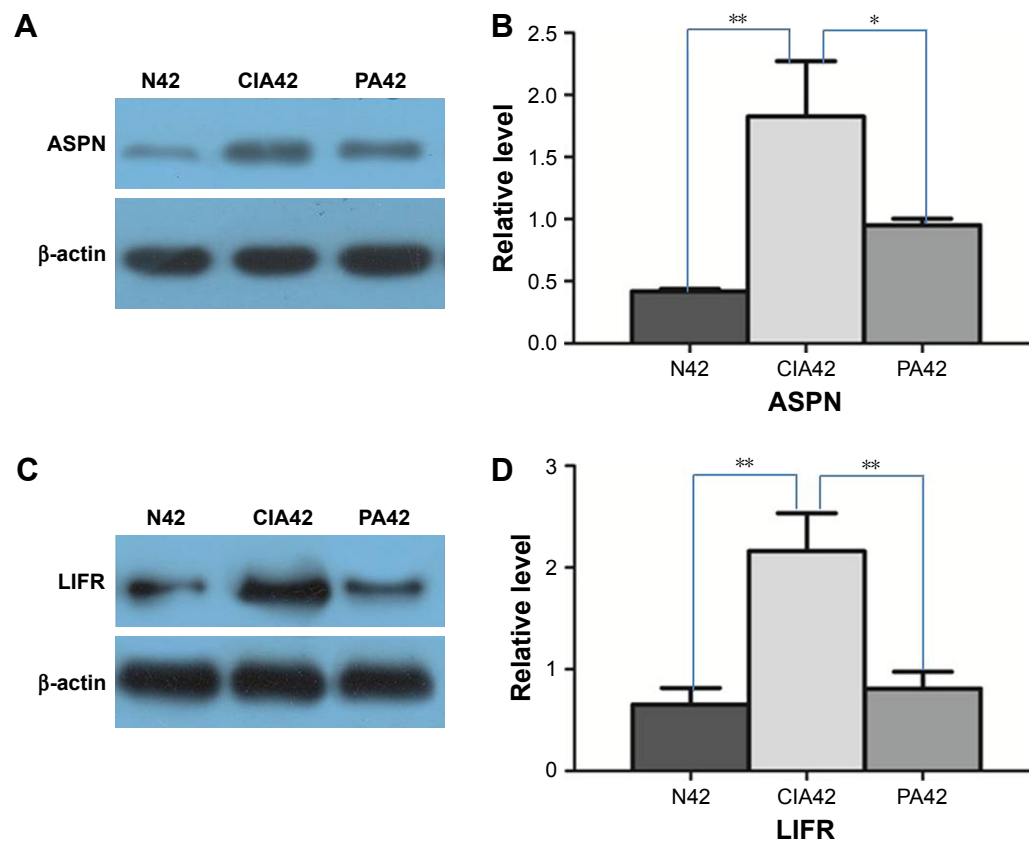 A
N42 CIA42 PA42
ASPN
β-actin
B
** *
Relative level
2.5
2.0
1.5
1.0
0.5
0.0
N42 CIA42 PA42
ASPN
C
N42 CIA42 PA42
LIFR
β-actin
D
** **
Relative level
3
2
1
0
N42 CIA42 PA42
LIFR